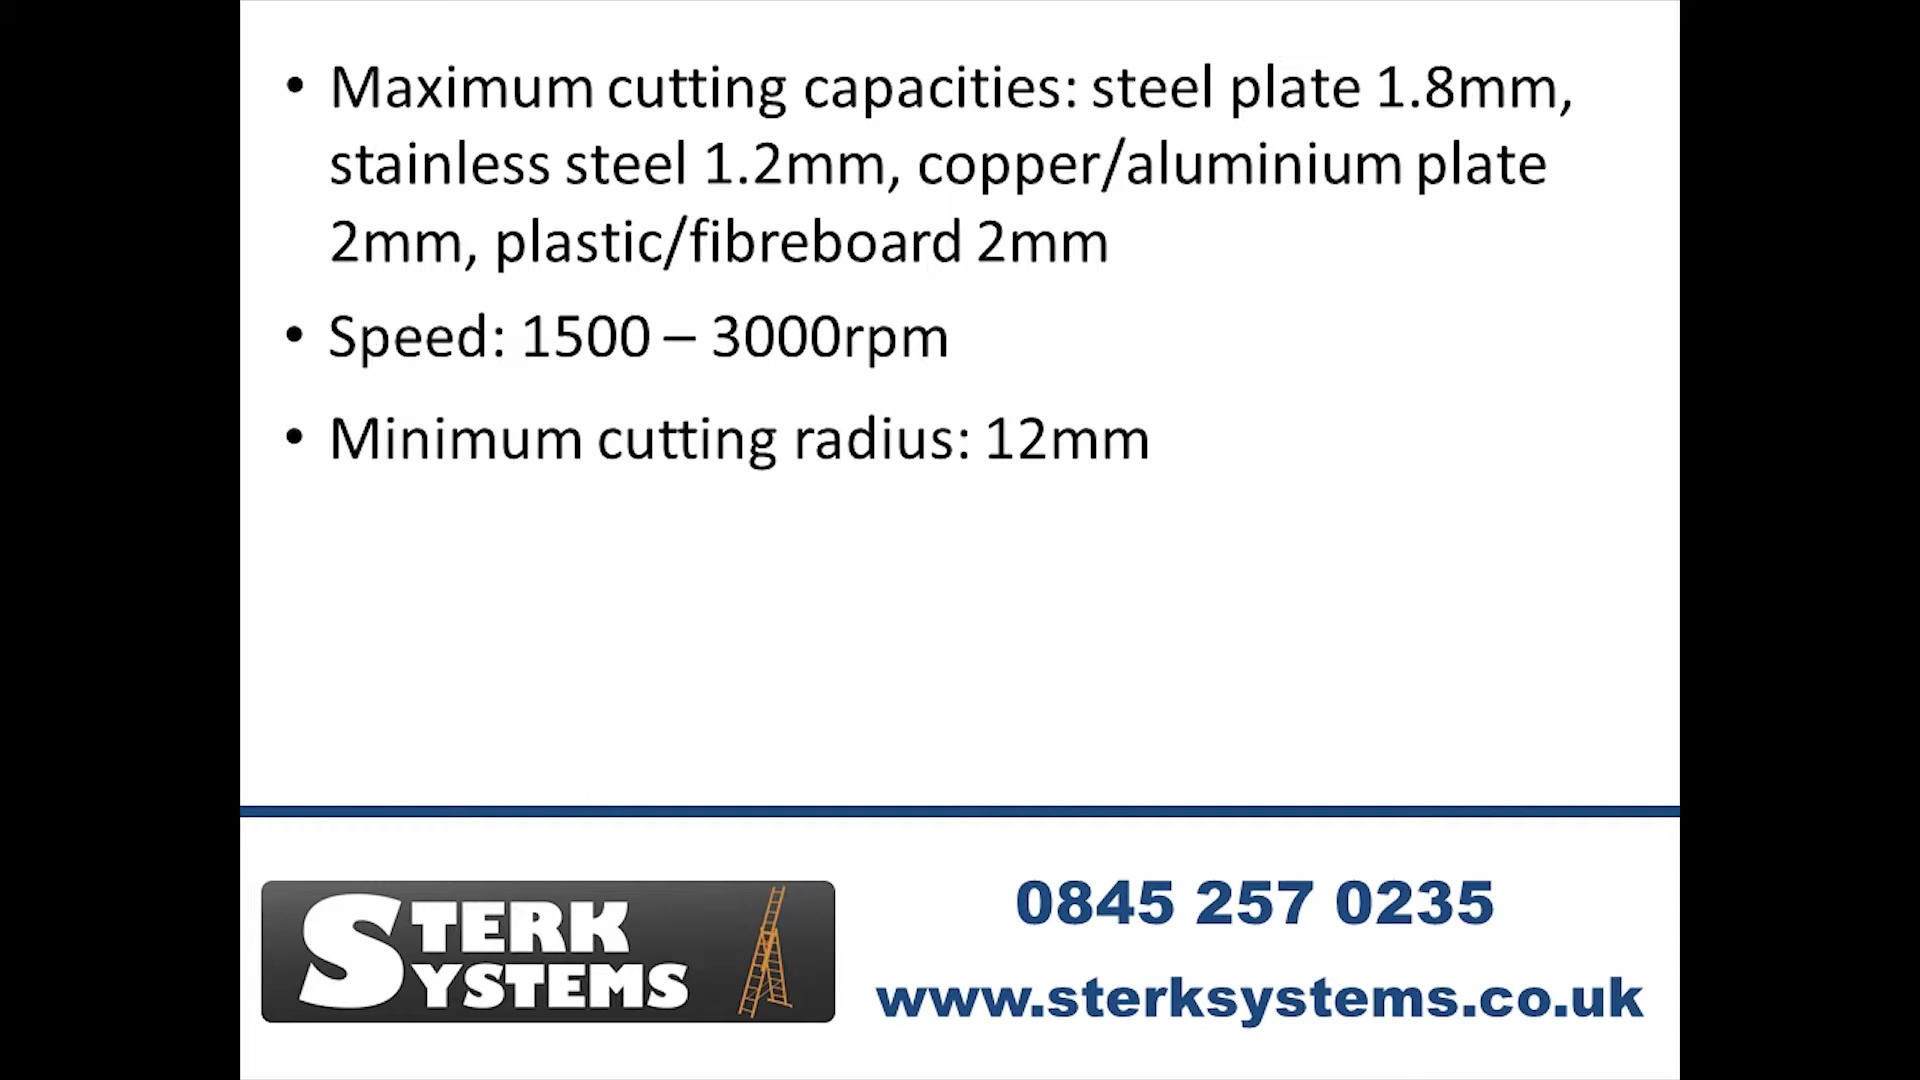 • Maximum cutting capacities: steel plate 1.8mm,
stainless steel 1.2mm, copper/aluminium plate
2mm, plastic/fibreboard 2mm
• Speed: 1500 – 3000rpm
• Minimum cutting radius: 12mm
STERK
SYSTEMS
0845 257 0235
www.sterksystems.co.uk